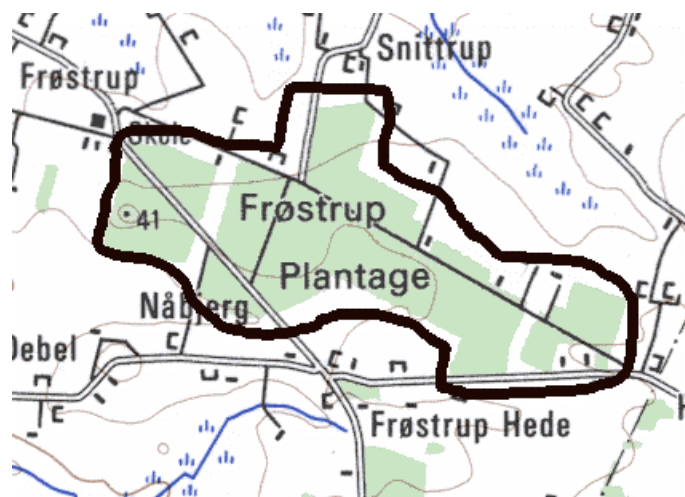 Snittrup
Frøstrup
Skole
Frøstrup
41
Plantage
Nåbjerg
Debel
Frøstrup Hede
H